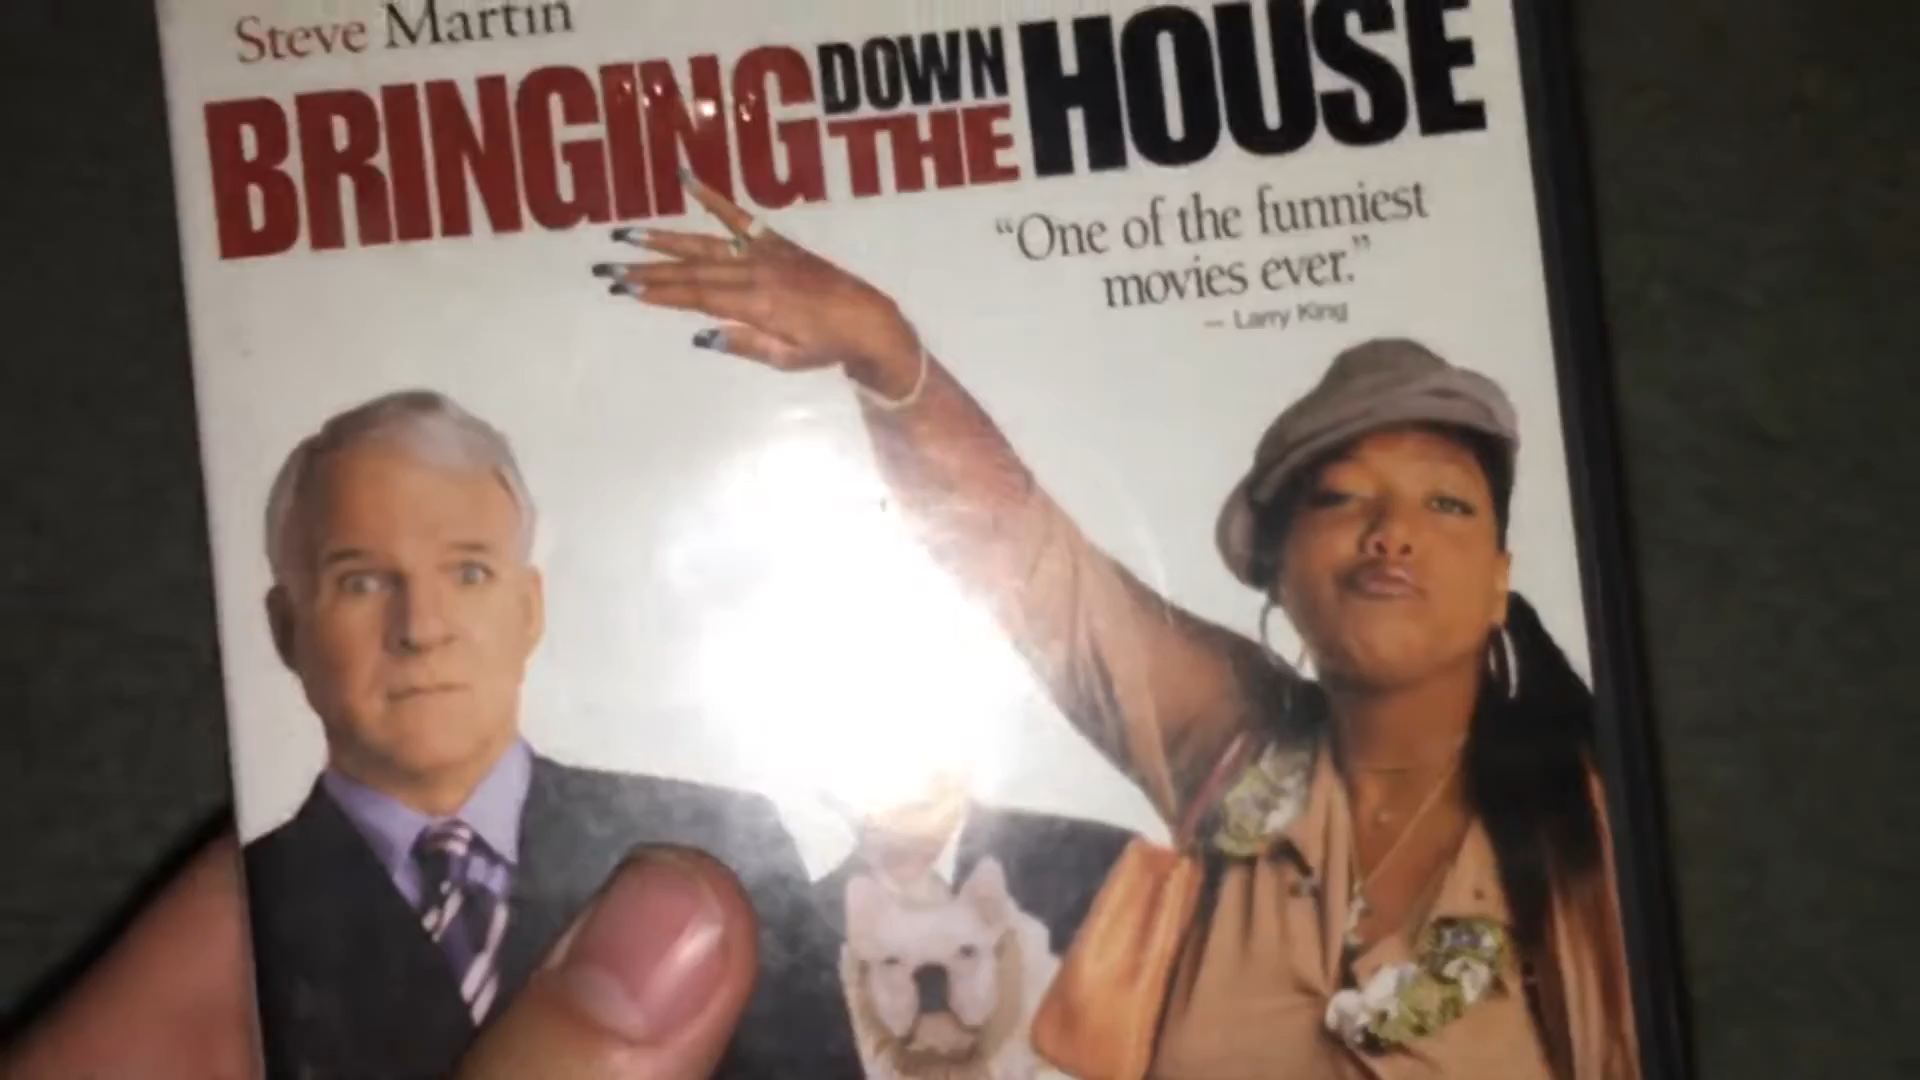 Steve Martin
BRINGING DOWN THE HOUSE
“One of the funniest
movies ever.”
– Larry King